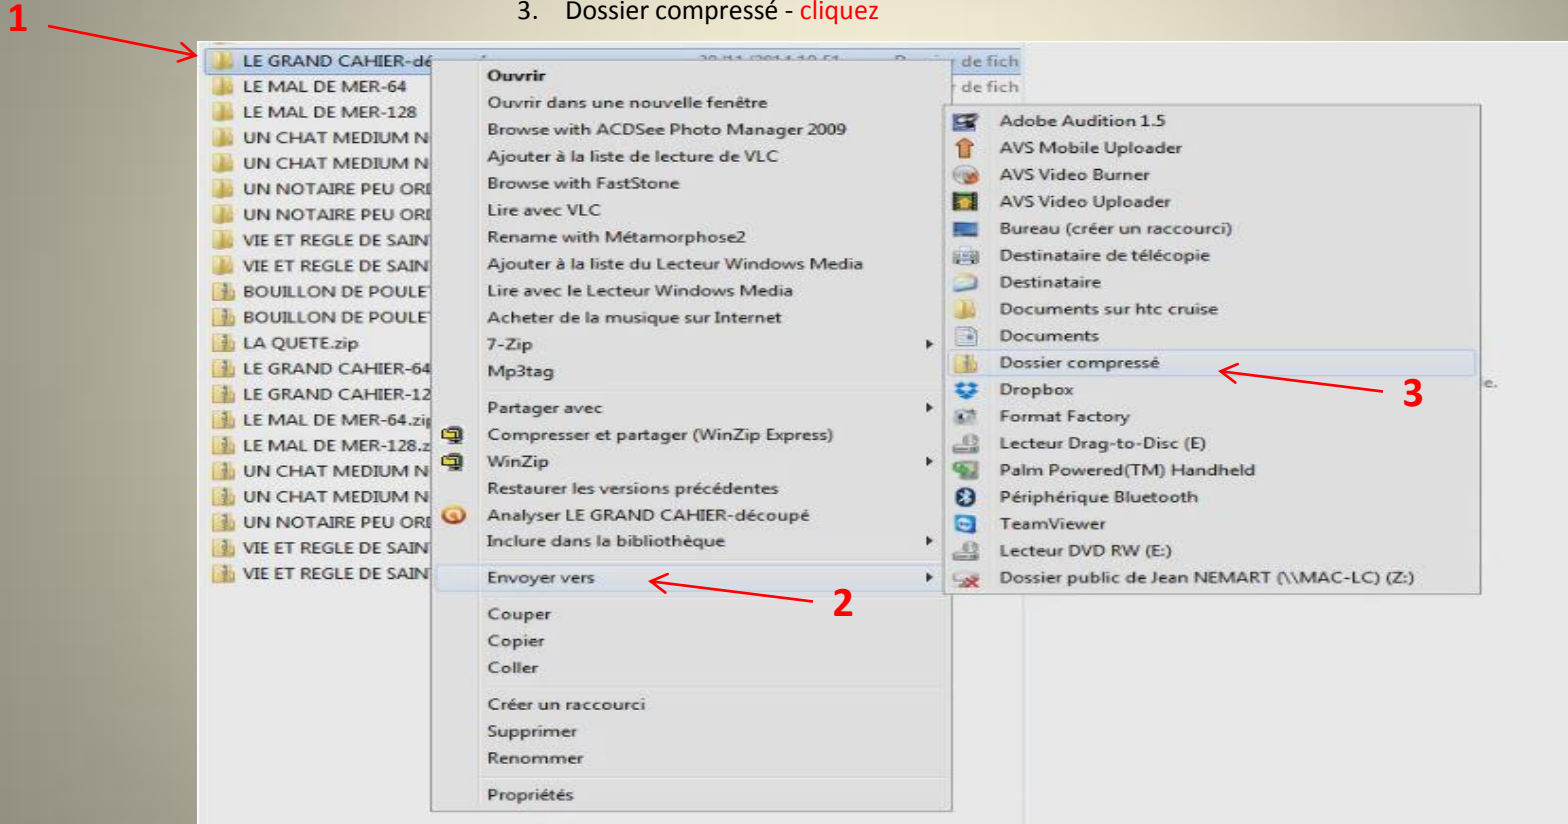 3. Dossier compressé - cliquez
1
LE GRAND CAHIER-dé
de fich
LE MAL DE MER-64
de fich
LE MAL DE MER-128
UN CHAT MEDIUM N
UN CHAT MEDIUM N
UN NOTAIRE PEU ORD
UN NOTAIRE PEU ORD
VIE ET REGLE DE SAIN
VIE ET REGLE DE SAIN
BOUILLON DE POULE
BOUILLON DE POULE
LA QUETE.zip
LE GRAND CAHIER-64
LE GRAND CAHIER-12
LE MAL DE MER-64.zip
LE MAL DE MER-128.z
UN CHAT MEDIUM N
UN CHAT MEDIUM N
UN NOTAIRE PEU ORD
VIE ET REGLE DE SAIN
VIE ET REGLE DE SAIN
Ouvrir
Ouvrir dans une nouvelle fenêtre
Browse with ACDSee Photo Manager 2009
Ajouter à la liste de lecture de VLC
Browse with FastStone
Lire avec VLC
Rename with Métamorphose2
Ajouter à la liste du Lecteur Windows Media
Lire avec le Lecteur Windows Media
Acheter de la musique sur Internet
7-Zip
Mp3tag
Partager avec
Compresser et partager (WinZip Express)
WinZip
Restaurer les versions précédentes
Analyser LE GRAND CAHIER-découpé
Inclure dans la bibliothèque
Envoyer vers
2
Couper
Copier
Coller
Créer un raccourci
Supprimer
Renommer
Propriétés
Adobe Audition 1.5
AVS Mobile Uploader
AVS Video Burner
AVS Video Uploader
Bureau (créer un raccourci)
Destinataire de télécopie
Destinataire
Documents sur htc cruise
Documents
Dossier compressé
3
e.
Dropbox
Format Factory
Lecteur Drag-to-Disc (E)
Palm Powered(TM) Handheld
Périphérique Bluetooth
TeamViewer
Lecteur DVD RW (E:)
Dossier public de Jean NEMART (\\MAC-LC) (Z:)